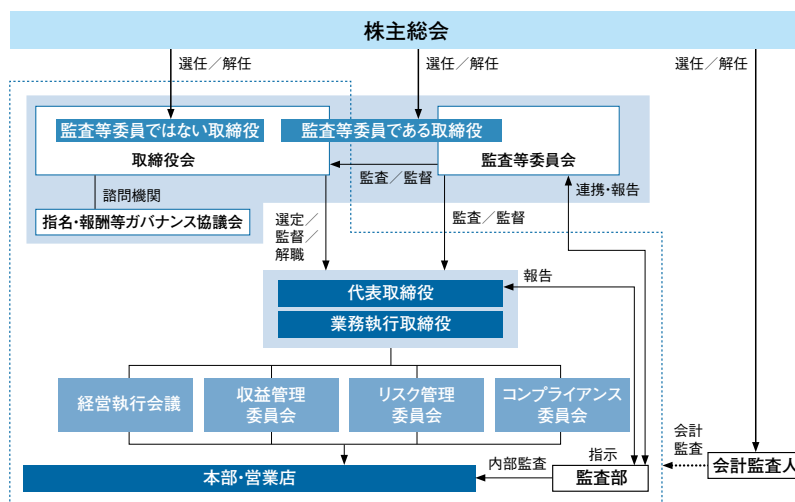 株主総会
選任／解任
選任／解任
選任／解任
監査等委員ではない取締役
監査等委員である取締役
取締役会
監査等委員会
監査／監督
諮問機関
連携・報告
指名・報酬等ガバナンス協議会
選定／
監督／
解職
監査／監督
代表取締役
報告
業務執行取締役
経営執行会議
収益管理
委員会
リスク管理
委員会
コンプライアンス
委員会
会計
監査
本部・営業店
内部監査
指示
監査部
会計監査人